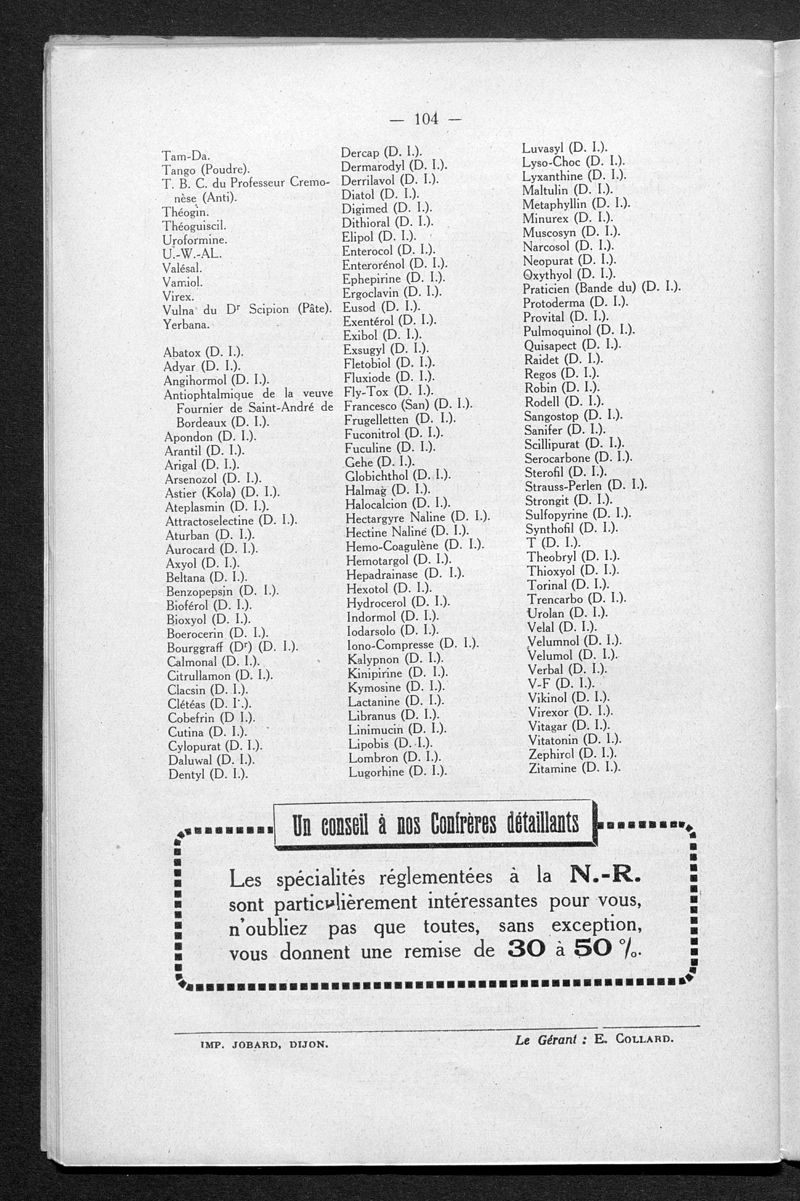 — 104 —
Tam-Da.
Tango (Poudre).
T. B. C. du Professeur Cremo-
nèse (Anti).
Théogin.
Théoguiscil.
Uroformine.
U.-W.-AL.
Valésal.
Vamiol.
Virex.
Vulna du Dr Scipion (Pâte).
Yerbana.
Abatox (D. I.).
Adyar (D. I.).
Angihormol (D. I.).
Antiophtalmique de la veuve
Fournier de Saint-André de
Bordeaux (D. I.).
Apondon (D. I.).
Arantil (D. I.).
Arigal (D. I.).
Arsenozol (D. I.).
Astier (Kola) (D. I.).
Ateplasmin (D. I.).
Attractoselectine (D. I.).
Aturban (D. I.).
Aurocard (D. I.).
Axyol (D. I.).
Beltana (D. I.).
Benzopepsin (D. I.).
Bioférol (D. I.).
Bioxyol (D. I.).
Boerocerin (D. I.).
Bourggraff (Dr) (D. I.).
Calmonal (D. I.).
Citrullamon (D. I.).
Clacsin (D. I.).
Clétéas (D. I.).
Cobefrin (D I.).
Cutina (D. I.).
Cylopurat (D. I.).
Daluwal (D. I.).
Dentyl (D. I.).
Dercap (D. I.).
Dermarodyl (D. I.).
Derrilavol (D. I.).
Diatol (D. I.).
Digimed (D. I.).
Dithioral (D. I.).
Elipol (D. I.).
Enterocol (D. I.).
Enterorénol (D. I.).
Ephepirine (D. I.).
Ergoclavin (D. I.).
Eusod (D. I.).
Exentérol (D. I.).
Exibol (D. I.).
Exsugyl (D. I.).
Fletobiol (D. I.).
Fluxiode (D. I.).
Fly-Tox (D. I.).
Francesco (San) (D. I.).
Frugelletten (D. I.).
Fuconitrol (D. I.).
Fuculine (D. I.).
Gehe (D. I.).
Globichthol (D. I.).
Halmag (D. I.).
Halocalcion (D. I.).
Hectargyre Naline (D. I.).
Hectine Naline (D. I.).
Hemo-Coagulène (D. I.).
Hemotargol (D. I.).
Hepadrainase (D. I.).
Hexotol (D. I.).
Hydrocerol (D. I.).
Indormol (D. I.).
Iodarsolo (D. I.).
Iono-Compresse (D. I.).
Kalypnon (D. I.).
Kinipirine (D. I.).
Kymosine (D. I.).
Lactanine (D. I.).
Libranus (D. I.).
Linimucin (D. I.).
Lipobis (D. I.).
Lombron (D. I.).
Lugorhine (D. I.).
Luvasyl (D. I.).
Lyso-Choc (D. I.).
Lyxanthine (D. I.).
Maltulin (D. I.).
Metaphyllin (D. I.).
Minurex (D. I.).
Muscosyn (D. I.).
Narcosol (D. I.).
Neopurat (D. I.).
Oxythyol (D. I.).
Praticien (Bande du) (D. I.).
Protoderma (D. I.).
Provital (D. I.).
Pulmoquinol (D. I.).
Quisapect (D. I.).
Raidet (D. I.).
Regos (D. I.).
Robin (D. I.).
Rodell (D. I.).
Sangostop (D. I.).
Sanifer (D. I.).
Scillipurat (D. I.).
Serocarbone (D. I.).
Sterofil (D. I.).
Strauss-Perlen (D. I.).
Strongit (D. I.).
Sulfopyrine (D. I.).
Synthofil (D. I.).
T (D. I.).
Theobryl (D. I.).
Thioxyol (D. I.).
Torinal (D. I.).
Trencarbo (D. I.).
Urolan (D. I.).
Velal (D. I.).
Velumnol (D. I.).
Velumol (D. I.).
Verbal (D. I.).
V-F (D. I.).
Vikinol (D. I.).
Virexor (D. I.).
Vitagar (D. I.).
Vitatonin (D. I.).
Zephirol (D. I.).
Zitamine (D. I.).
Un conseil à nos Confrères détaillants
Les spécialités réglementées à la N.-R.
sont particulièrement intéressantes pour vous,
n'oubliez pas que toutes, sans exception,
vous donnent une remise de 30 à 50 %.
IMP. JOBARD, DIJON.
Le Gérant : E. COLLARD.